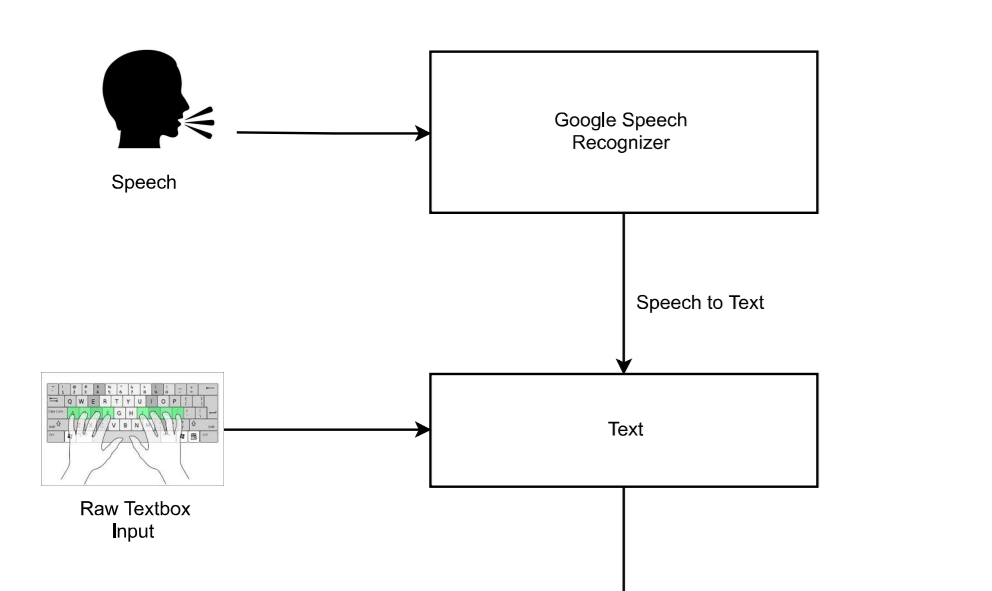 Google Speech
Recognizer
Speech
Speech to Text
Q W E R T Y U I O P
G H
V B N
Text
Raw Textbox
Input